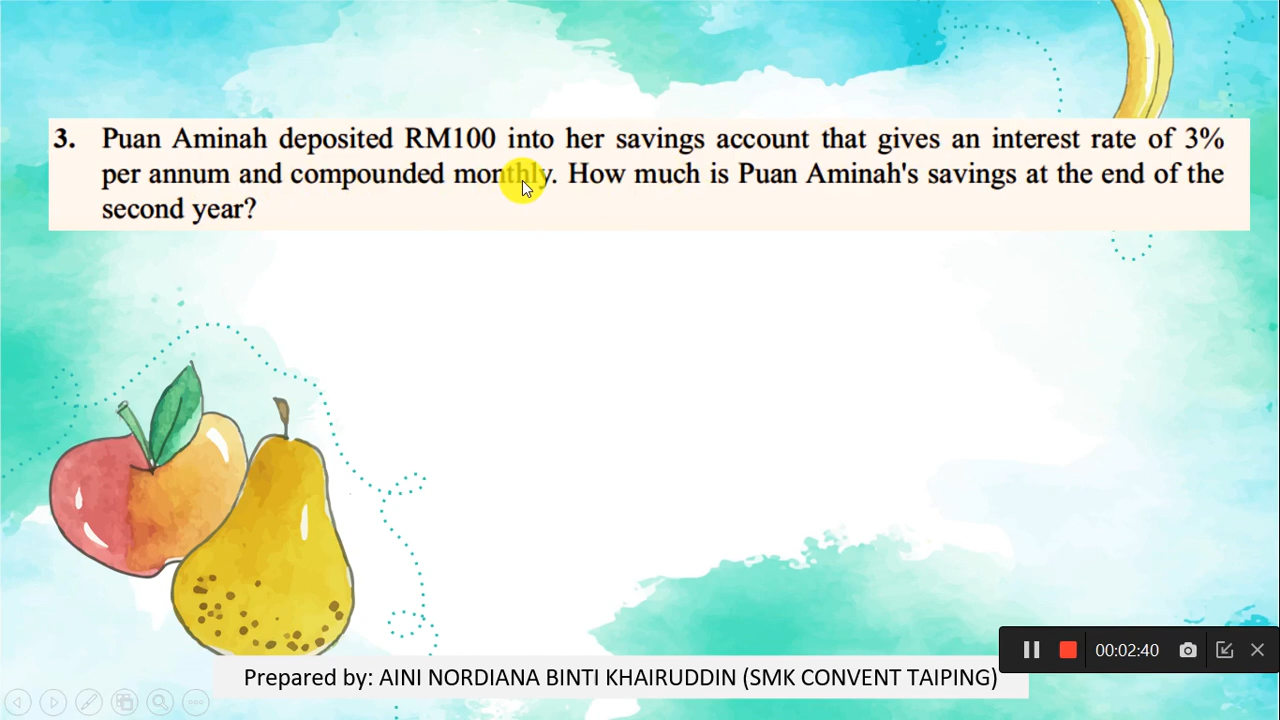 3. Puan Aminah deposited RM100 into her savings account that gives an interest rate of 3%
per annum and compounded monthly. How much is Puan Aminah's savings at the end of the
second year?
00:02:40
Prepared by: AINI NORDIANA BINTI KHAIRUDDIN (SMK CONVENT TAIPING)